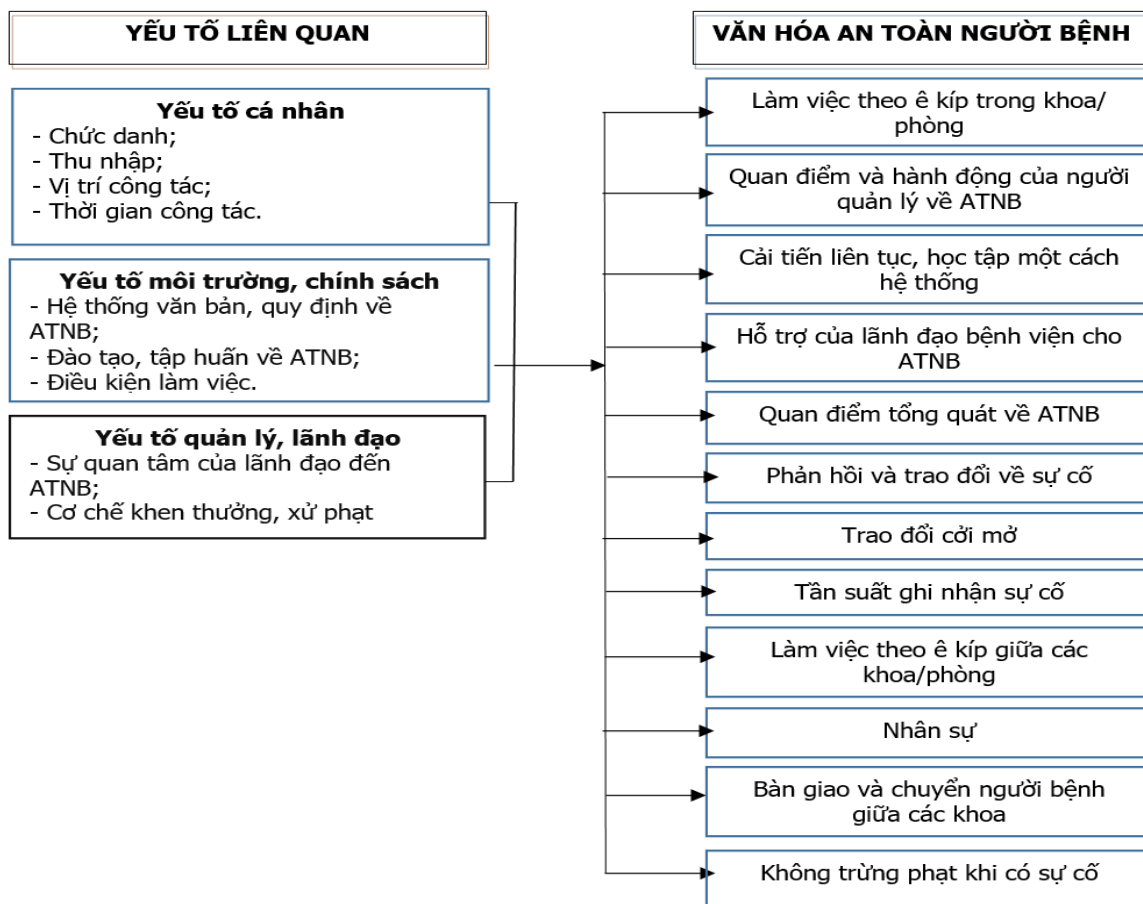 YẾU TỐ LIÊN QUAN
Yếu tố cá nhân
- Chức danh;
- Thu nhập;
- Vị trí công tác;
- Thời gian công tác.
Yếu tố môi trường, chính sách
- Hệ thống văn bản, quy định về
ATNB;
- Đào tạo, tập huấn về ATNB;
- Điều kiện làm việc.
Yếu tố quản lý, lãnh đạo
- Sự quan tâm của lãnh đạo đến
ATNB;
- Cơ chế khen thưởng, xử phạt
VĂN HÓA AN TOÀN NGƯỜI BỆNH
Làm việc theo ê kíp trong khoa/
phòng
Quan điểm và hành động của người
quản lý về ATNB
Cải tiến liên tục, học tập một cách
hệ thống
Hỗ trợ của lãnh đạo bệnh viện cho
ATNB
Quan điểm tổng quát về ATNB
Phản hồi và trao đổi về sự cố
Trao đổi cởi mở
Tần suất ghi nhận sự cố
Làm việc theo ê kíp giữa các
khoa/phòng
Nhân sự
Bàn giao và chuyển người bệnh
giữa các khoa
Không trừng phạt khi có sự cố